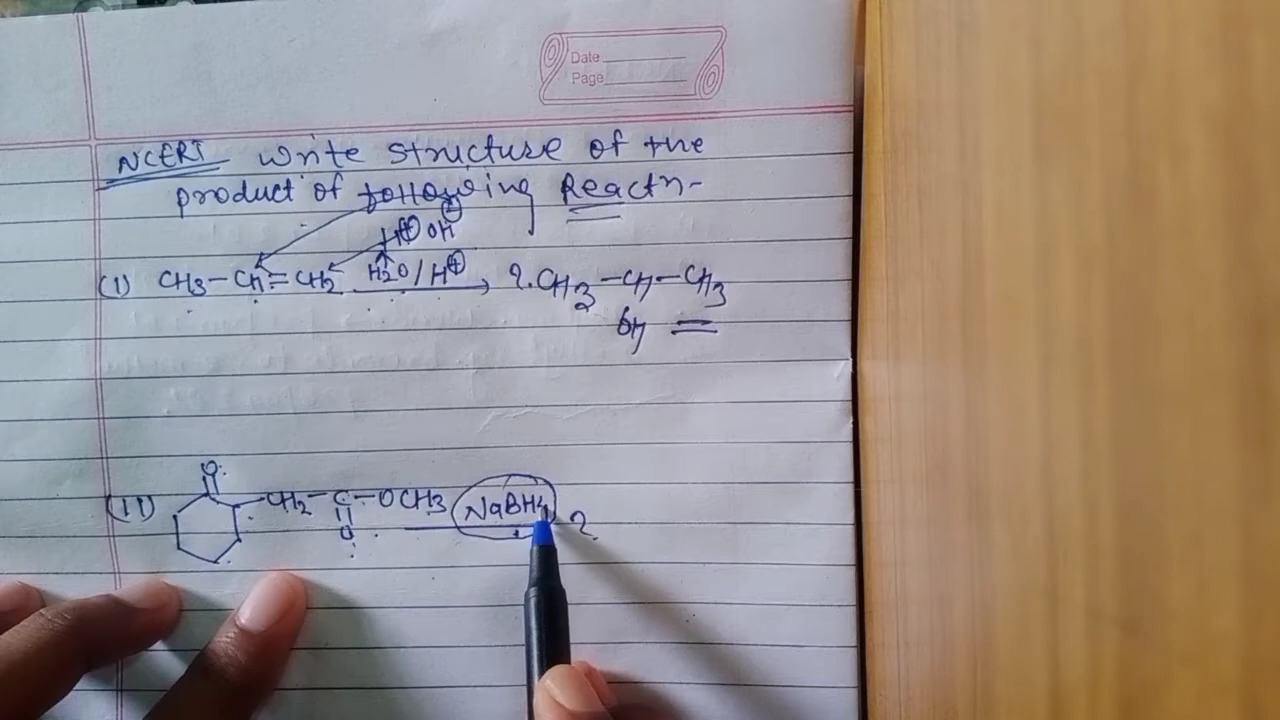 Date
Page
NCERT Write structure of the
product of following Reactn-
H⊕ OH⊖
(1) CH3-CH=CH2 H2O/H⊕ ?. CH3-CH-CH3
OH
O
(11) CH2-C-OCH3 NaBH4 ?
O